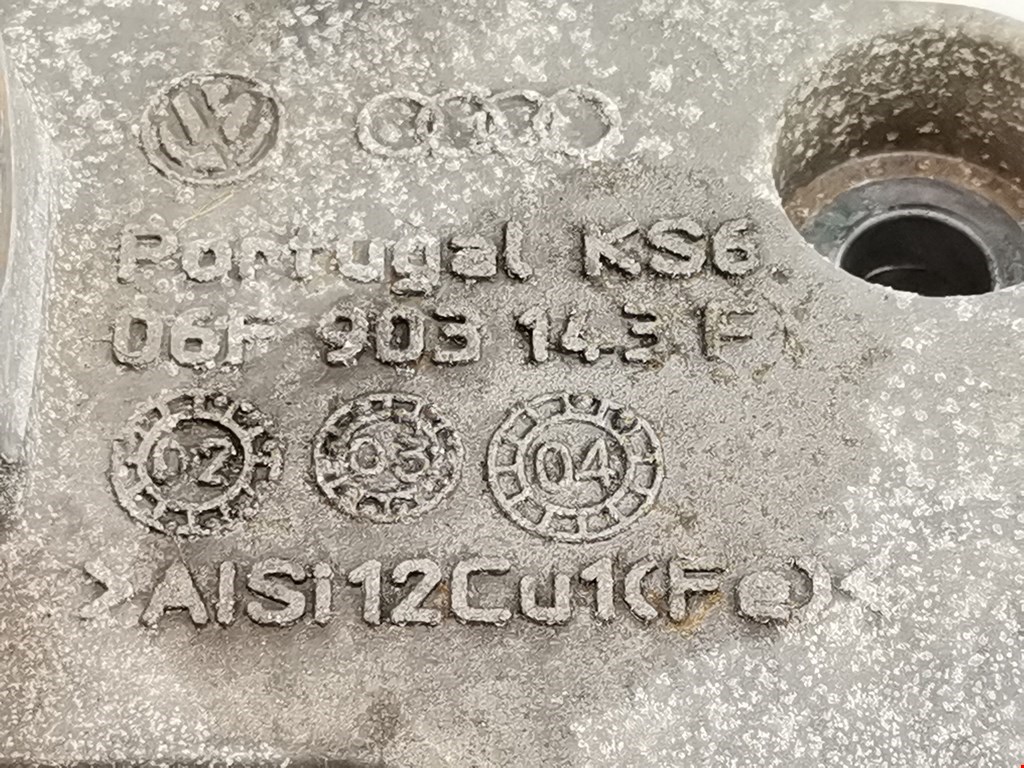 Portugal KS6
06F 903 143 F
02 03 04
>AlSi12Cu1(Fe)<